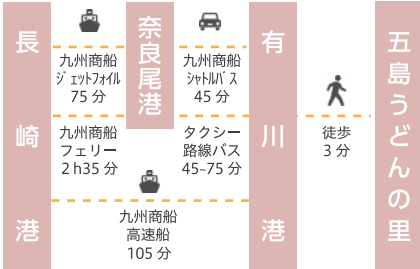 長崎港
九州商船
ｼﾞｪｯﾄﾌｫｲﾙ
75 分
九州商船
フェリー
2h35 分
奈良尾港
九州商船
ｼｬﾄﾙﾊﾞｽ
45 分
タクシー
路線バス
45~75 分
九州商船
高速船
105 分
有川港
徒歩
3 分
五島うどんの里